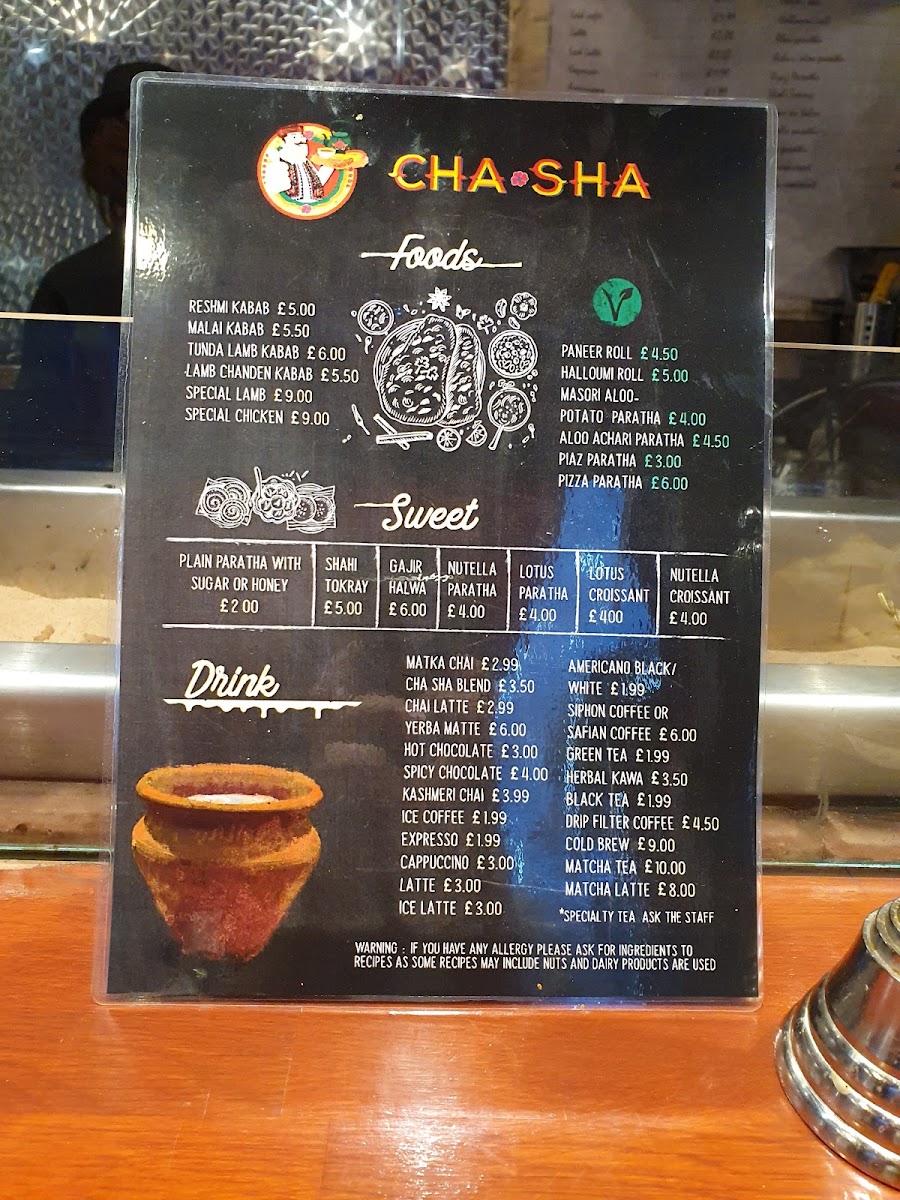 CHA SHA
Foods
RESHMI KABAB £5.00
MALAI KABAB £5.50
TUNDA LAMB KABAB £6.00
LAMB CHANDEN KABAB £5.50
SPECIAL LAMB £9.00
SPECIAL CHICKEN £9.00
V
PANEER ROLL £4.50
HALLOUMI ROLL £5.00
MASORI ALOO-
POTATO PARATHA £4.00
ALOO ACHARI PARATHA £4.50
PIAZ PARATHA £3.00
PIZZA PARATHA £6.00
Sweet
PLAIN PARATHA WITH
SUGAR OR HONEY
£2 00
SHAHI
TOKRAY
£5.00
GAJIR
HALWA
£6.00
NUTELLA
PARATHA
£4.00
LOTUS
PARATHA
£4.00
LOTUS
CROISSANT
£400
NUTELLA
CROISSANT
£4.00
Drink
MATKA CHAI £2.99
CHA SHA BLEND £3.50
CHAI LATTE £2.99
YERBA MATTE £6.00
HOT CHOCOLATE £3.00
SPICY CHOCOLATE £4.00
KASHMERI CHAI £3.99
ICE COFFEE £1.99
EXPRESSO £1.99
CAPPUCCINO £3.00
LATTE £3.00
ICE LATTE £3.00
AMERICANO BLACK/
WHITE £1.99
SIPHON COFFEE OR
SAFIAN COFFEE £6.00
GREEN TEA £1.99
HERBAL KAWA £3.50
BLACK TEA £1.99
DRIP FILTER COFFEE £4.50
COLD BREW £9.00
MATCHA TEA £10.00
MATCHA LATTE £8.00
*SPECIALTY TEA ASK THE STAFF
WARNING : IF YOU HAVE ANY ALLERGY PLEASE ASK FOR INGREDIENTS TO
RECIPES AS SOME RECIPES MAY INCLUDE NUTS AND DAIRY PRODUCTS ARE USED